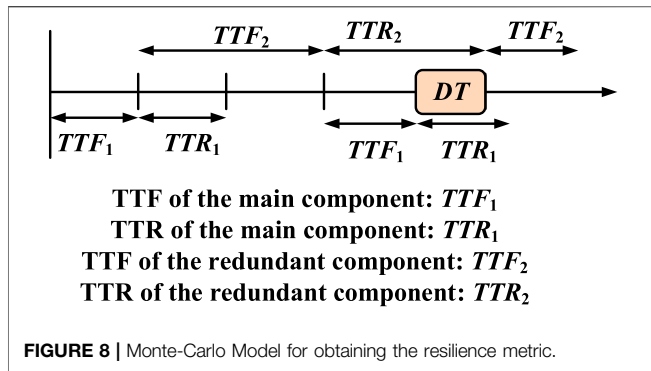 TTF₂ TTR₂ TTF₂
DT
TTF₁ TTR₁ TTF₁ TTR₁
TTF of the main component: TTF₁
TTR of the main component: TTR₁
TTF of the redundant component: TTF₂
TTR of the redundant component: TTR₂
FIGURE 8 | Monte-Carlo Model for obtaining the resilience metric.